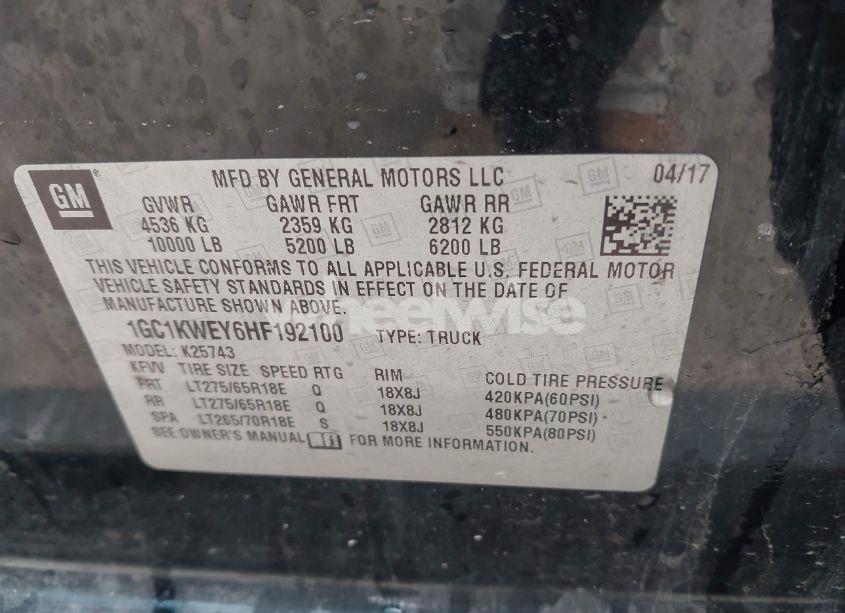 GM
MFD BY GENERAL MOTORS LLC
04/17
GVWR GAWR FRT GAWR RR
4536 KG 2359 KG 2812 KG
10000 LB 5200 LB 6200 LB
THIS VEHICLE CONFORMS TO ALL APPLICABLE U.S. FEDERAL MOTOR
VEHICLE SAFETY STANDARDS IN EFFECT ON THE DATE OF
MANUFACTURE SHOWN ABOVE.
1GC1KWEY6HF192100 TYPE: TRUCK
MODEL: K25743
KFVV TIRE SIZE SPEED RTG RIM COLD TIRE PRESSURE
FRT LT275/65R18E Q 18X8J 420KPA(60PSI)
RR LT275/65R18E Q 18X8J 480KPA(70PSI)
SPA LT265/70R18E S 18X8J 550KPA(80PSI)
SEE OWNER'S MANUAL FOR MORE INFORMATION.
Wheelwise